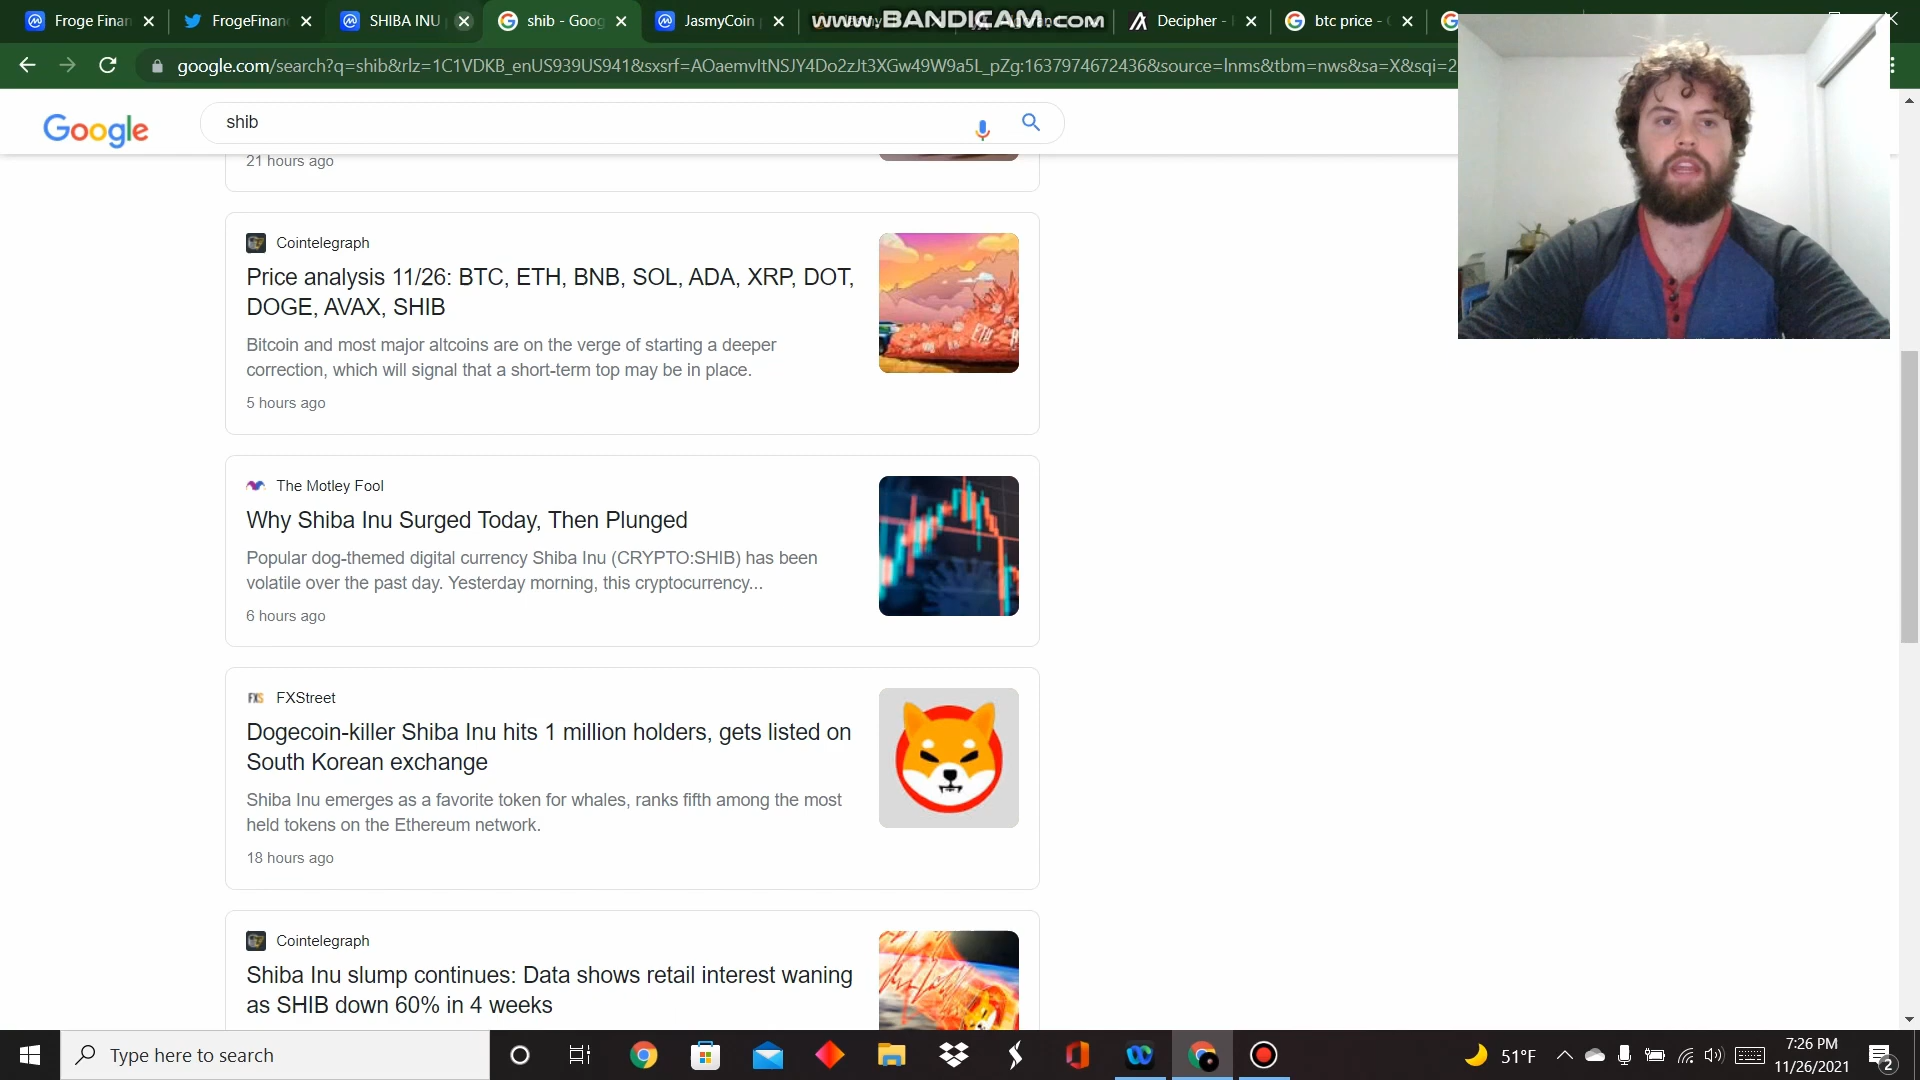 Froge Finan
FrogeFinan
SHIBA INU
shib - Goog
JasmyCoin
www.BANDICAM.com
Decipher -
btc price -
google.com/search?q=shib&rlz=1C1VDKB_enUS939US941&sxsrf=AOaemvItNSJY4Do2zJt3XGw49W9a5L_pZg:1637974672436&source=lnms&tbm=nws&sa=X&sqi=2
Google
shib
21 hours ago
Cointelegraph
Price analysis 11/26: BTC, ETH, BNB, SOL, ADA, XRP, DOT,
DOGE, AVAX, SHIB
Bitcoin and most major altcoins are on the verge of starting a deeper
correction, which will signal that a short-term top may be in place.
5 hours ago
The Motley Fool
Why Shiba Inu Surged Today, Then Plunged
Popular dog-themed digital currency Shiba Inu (CRYPTO:SHIB) has been
volatile over the past day. Yesterday morning, this cryptocurrency...
6 hours ago
FXS
FXStreet
Dogecoin-killer Shiba Inu hits 1 million holders, gets listed on
South Korean exchange
Shiba Inu emerges as a favorite token for whales, ranks fifth among the most
held tokens on the Ethereum network.
18 hours ago
Cointelegraph
Shiba Inu slump continues: Data shows retail interest waning
as SHIB down 60% in 4 weeks
Type here to search
51°F
7:26 PM
11/26/2021
2